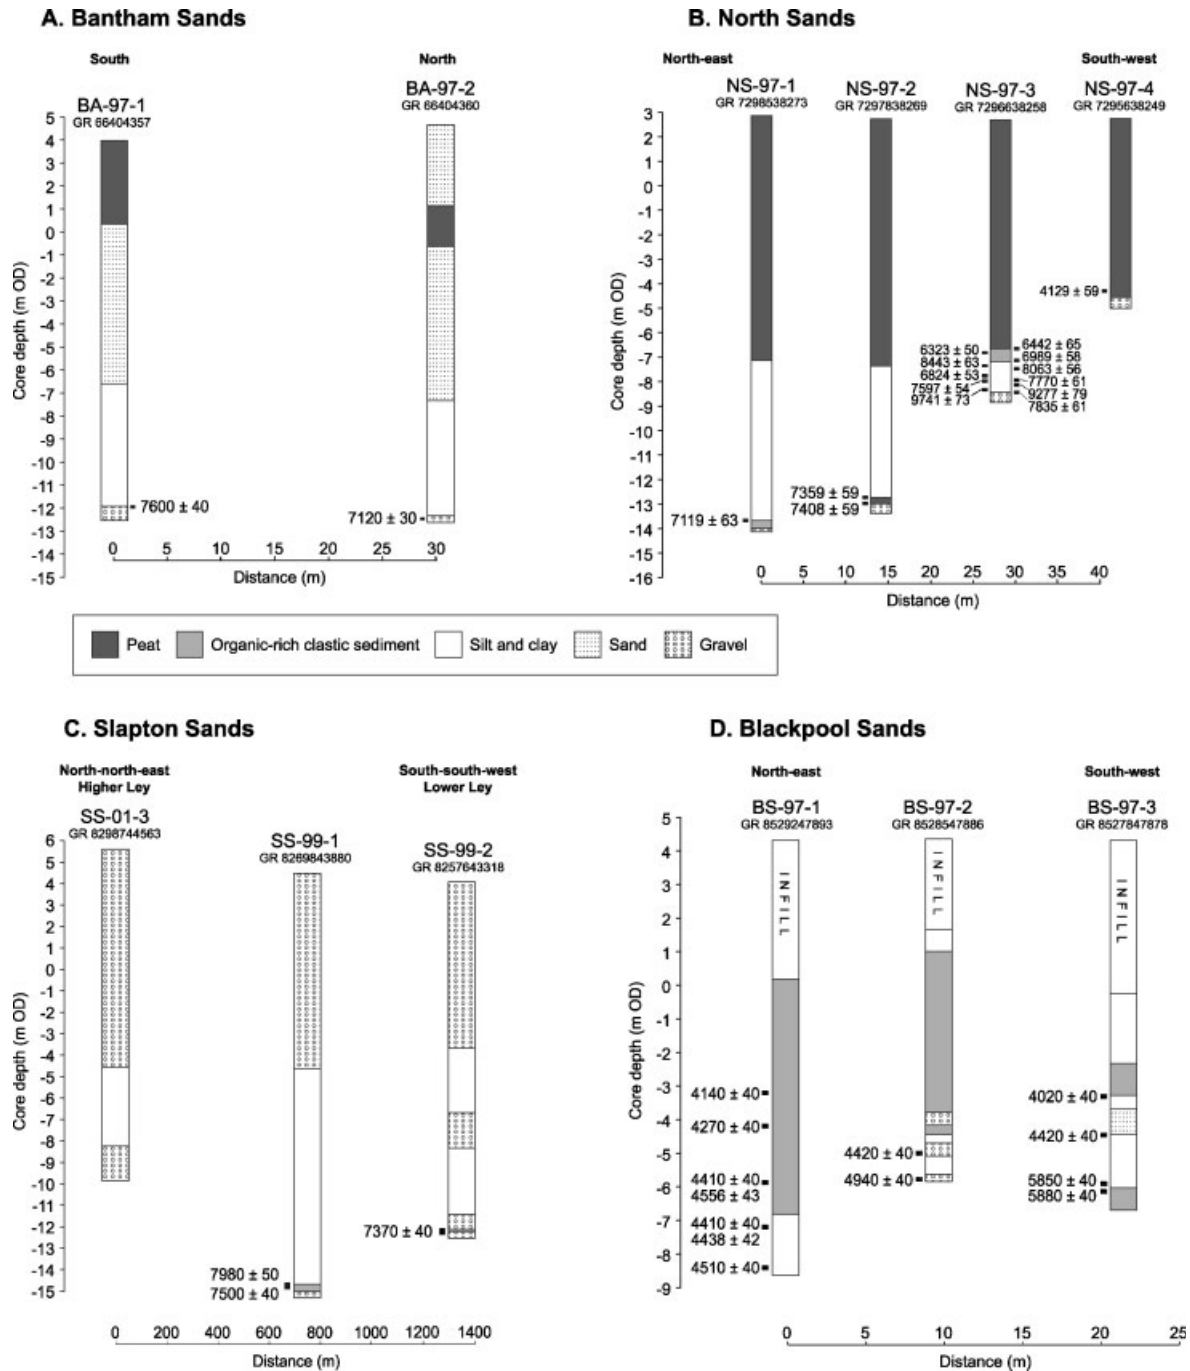 A. Bantham Sands
South
North
BA-97-1
GR 66404357
BA-97-2
GR 66404360
Core depth (m OD)
5
4
3
2
1
0
-1
-2
-3
-4
-5
-6
-7
-8
-9
-10
-11
-12
-13
-14
-15
7600 ± 40
7120 ± 30
0 5 10 15 20 25 30
Distance (m)
B. North Sands
North-east
South-west
NS-97-1
GR 7298538273
NS-97-2
GR 7297838269
NS-97-3
GR 7296638258
NS-97-4
GR 7295638249
Core depth (m OD)
3
2
1
0
-1
-2
-3
-4
-5
-6
-7
-8
-9
-10
-11
-12
-13
-14
-15
-16
7119 ± 63
7359 ± 59
7408 ± 59
6323 ± 50
8443 ± 63
6824 ± 53
7597 ± 54
9741 ± 73
6442 ± 65
6989 ± 58
8063 ± 56
7770 ± 61
9277 ± 79
7835 ± 61
4129 ± 59
0 5 10 15 20 25 30 35 40
Distance (m)
Peat
Organic-rich clastic sediment
Silt and clay
Sand
Gravel
C. Slapton Sands
North-north-east
Higher Ley
South-south-west
Lower Ley
SS-01-3
GR 8298744563
SS-99-1
GR 8269843880
SS-99-2
GR 8257643318
Core depth (m OD)
6
5
4
3
2
1
0
-1
-2
-3
-4
-5
-6
-7
-8
-9
-10
-11
-12
-13
-14
-15
7980 ± 50
7500 ± 40
7370 ± 40
0 200 400 600 800 1000 1200 1400
Distance (m)
D. Blackpool Sands
North-east
South-west
BS-97-1
GR 8529247893
BS-97-2
GR 8528547886
BS-97-3
GR 8527847878
Core depth (m OD)
5
4
3
2
1
0
-1
-2
-3
-4
-5
-6
-7
-8
-9
INFILL
INFILL
INFILL
4140 ± 40
4270 ± 40
4410 ± 40
4556 ± 43
4410 ± 40
4438 ± 42
4510 ± 40
4420 ± 40
4940 ± 40
4020 ± 40
4420 ± 40
5850 ± 40
5880 ± 40
0 5 10 15 20 25
Distance (m)